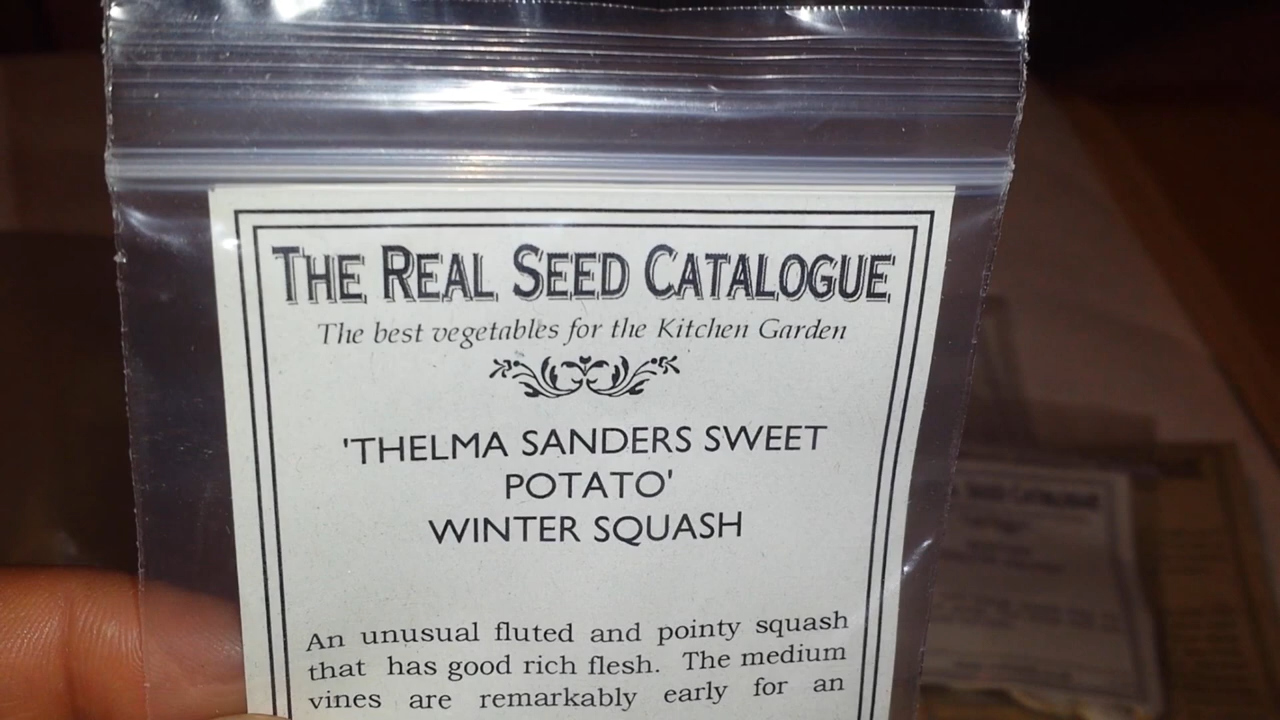 THE REAL SEED CATALOGUE
The best vegetables for the Kitchen Garden
'THELMA SANDERS SWEET
POTATO'
WINTER SQUASH
An unusual fluted and pointy squash
that has good rich flesh. The medium
vines are remarkably early for an